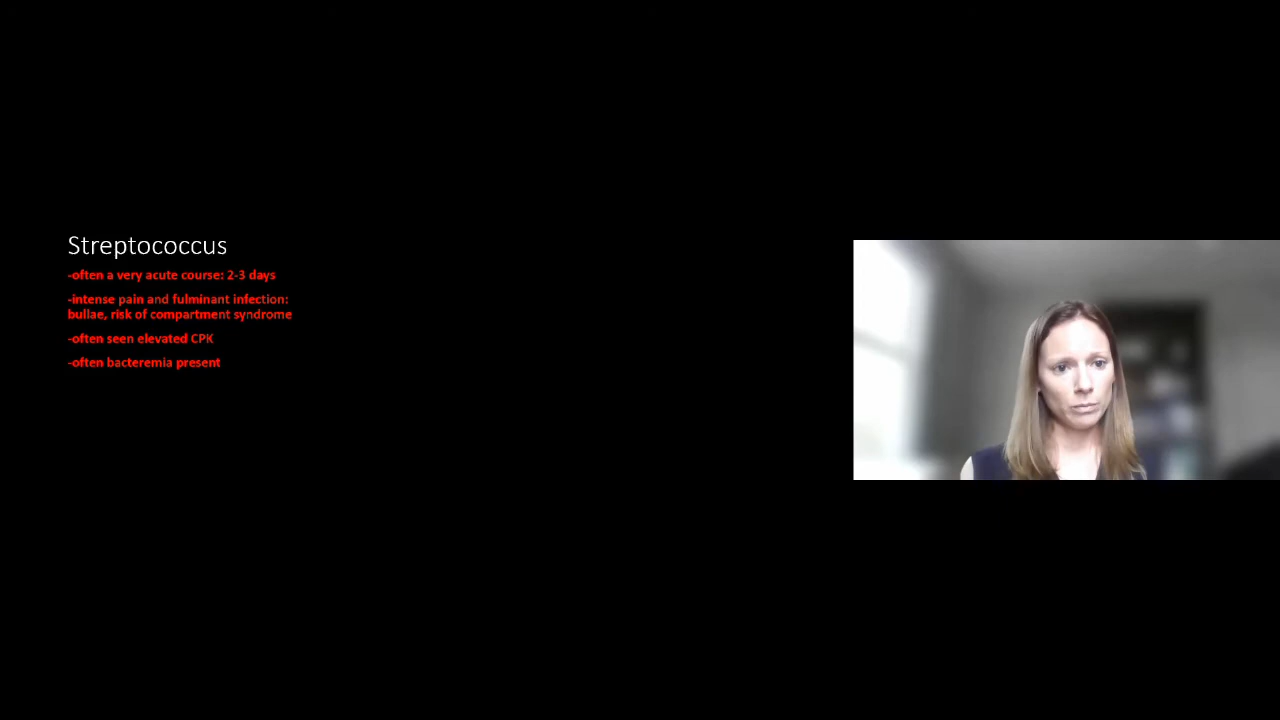 Streptococcus
-often a very acute course: 2-3 days
-intense pain and fulminant infection:
bullae, risk of compartment syndrome
-often seen elevated CPK
-often bacteremia present